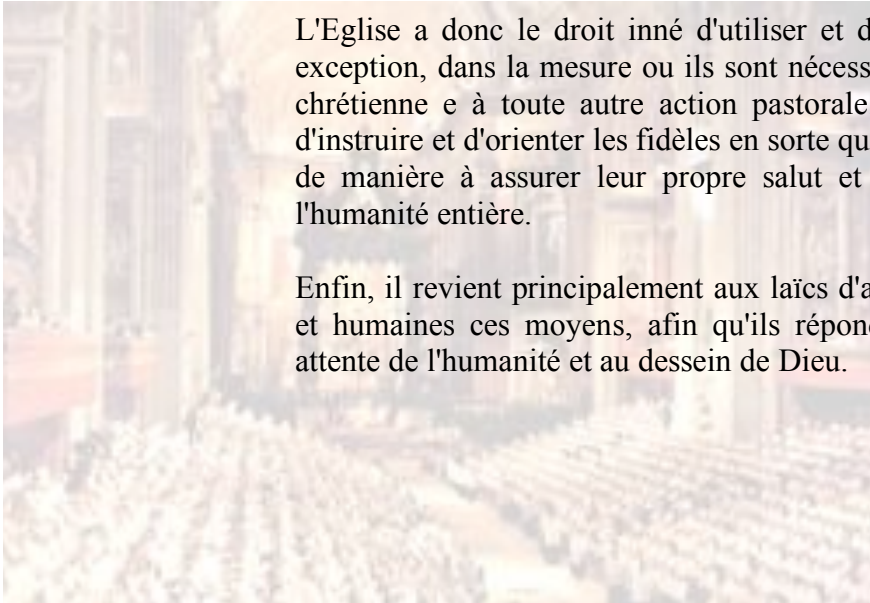 L'Eglise a donc le droit inné d'utiliser et d
exception, dans la mesure ou ils sont nécess
chrétienne e à toute autre action pastorale
d'instruire et d'orienter les fidèles en sorte qu
de manière à assurer leur propre salut et
l'humanité entière.
Enfin, il revient principalement aux laïcs d'a
et humaines ces moyens, afin qu'ils répond
attente de l'humanité et au dessein de Dieu.